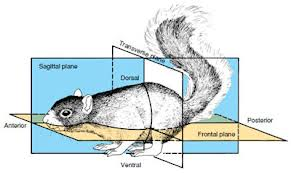 Transverse plane
Sagittal plane
Dorsal
Posterior
Anterior
Frontal plane
Ventral